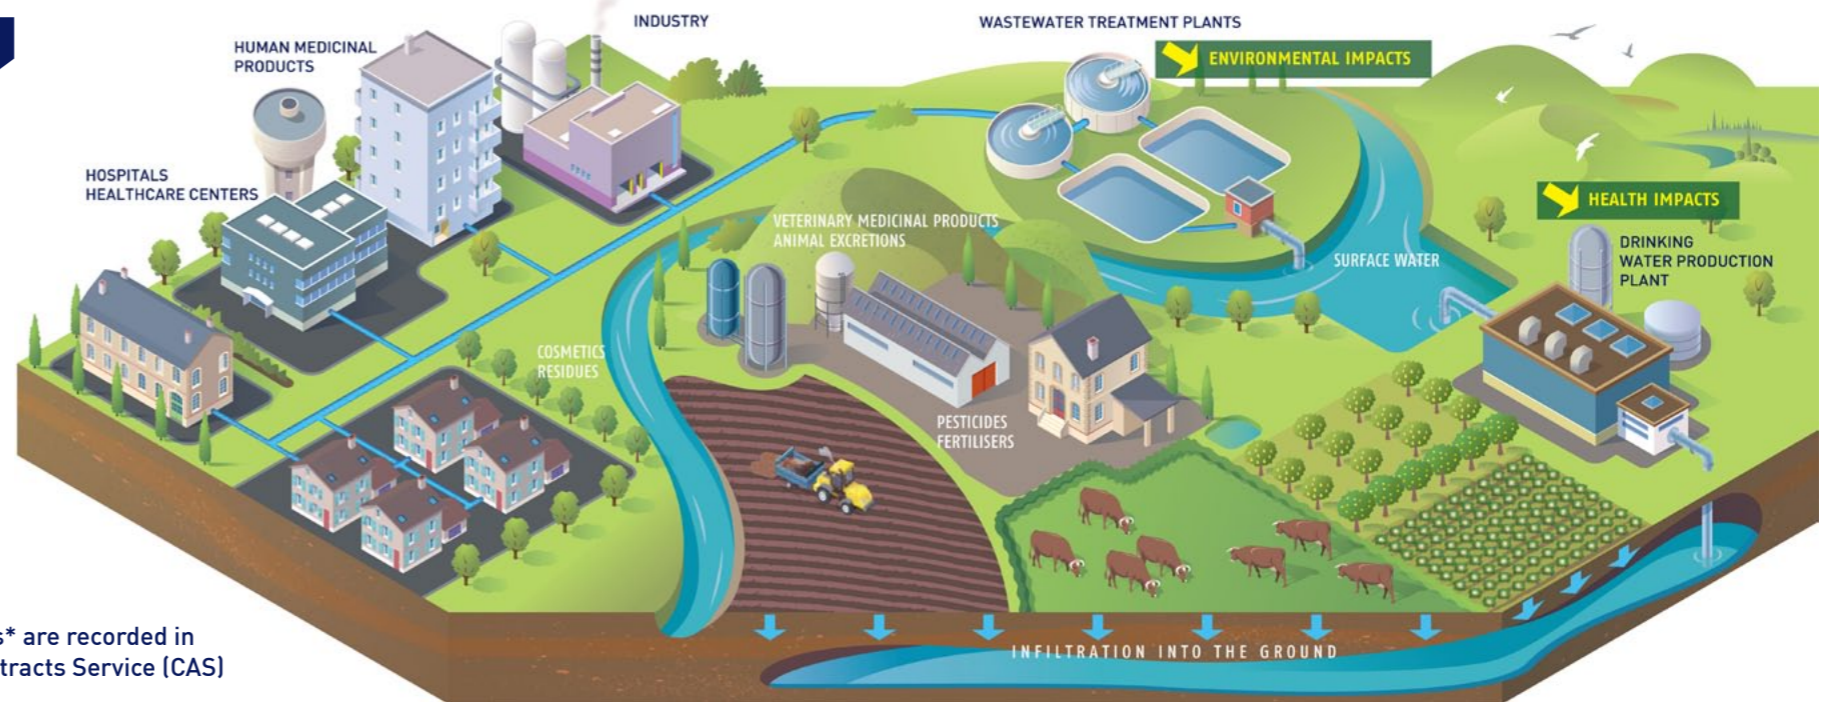 INDUSTRY
WASTEWATER TREATMENT PLANTS
HUMAN MEDICINAL
PRODUCTS
ENVIRONMENTAL IMPACTS
HOSPITALS
HEALTHCARE CENTERS
HEALTH IMPACTS
VETERINARY MEDICINAL PRODUCTS
ANIMAL EXCRETIONS
DRINKING
WATER PRODUCTION
PLANT
SURFACE WATER
COSMETICS
RESIDUES
PESTICIDES
FERTILISERS
INFILTRATION INTO THE GROUND
s* are recorded in
tracts Service (CAS)